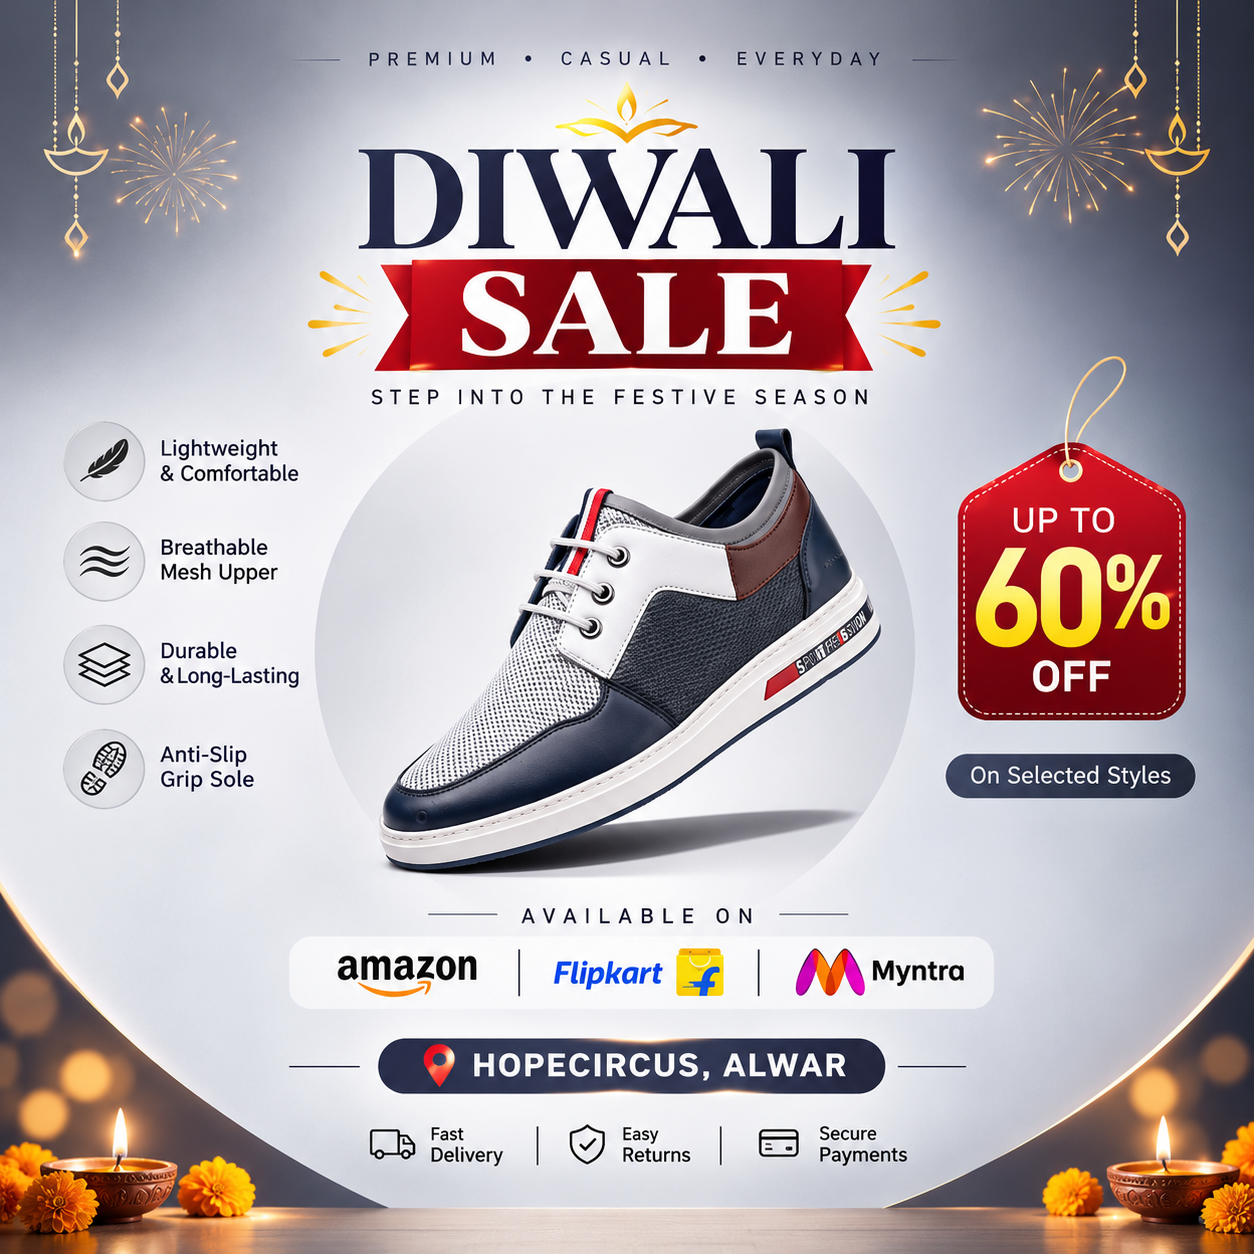 PREMIUM • CASUAL • EVERYDAY
DIWALI
SALE
STEP INTO THE FESTIVE SEASON
Lightweight
& Comfortable
Breathable
Mesh Upper
Durable
& Long-Lasting
Anti-Slip
Grip Sole
UP TO
60%
OFF
On Selected Styles
AVAILABLE ON
amazon
Flipkart
Myntra
HOPECIRCUS, ALWAR
Fast
Delivery
Easy
Returns
Secure
Payments